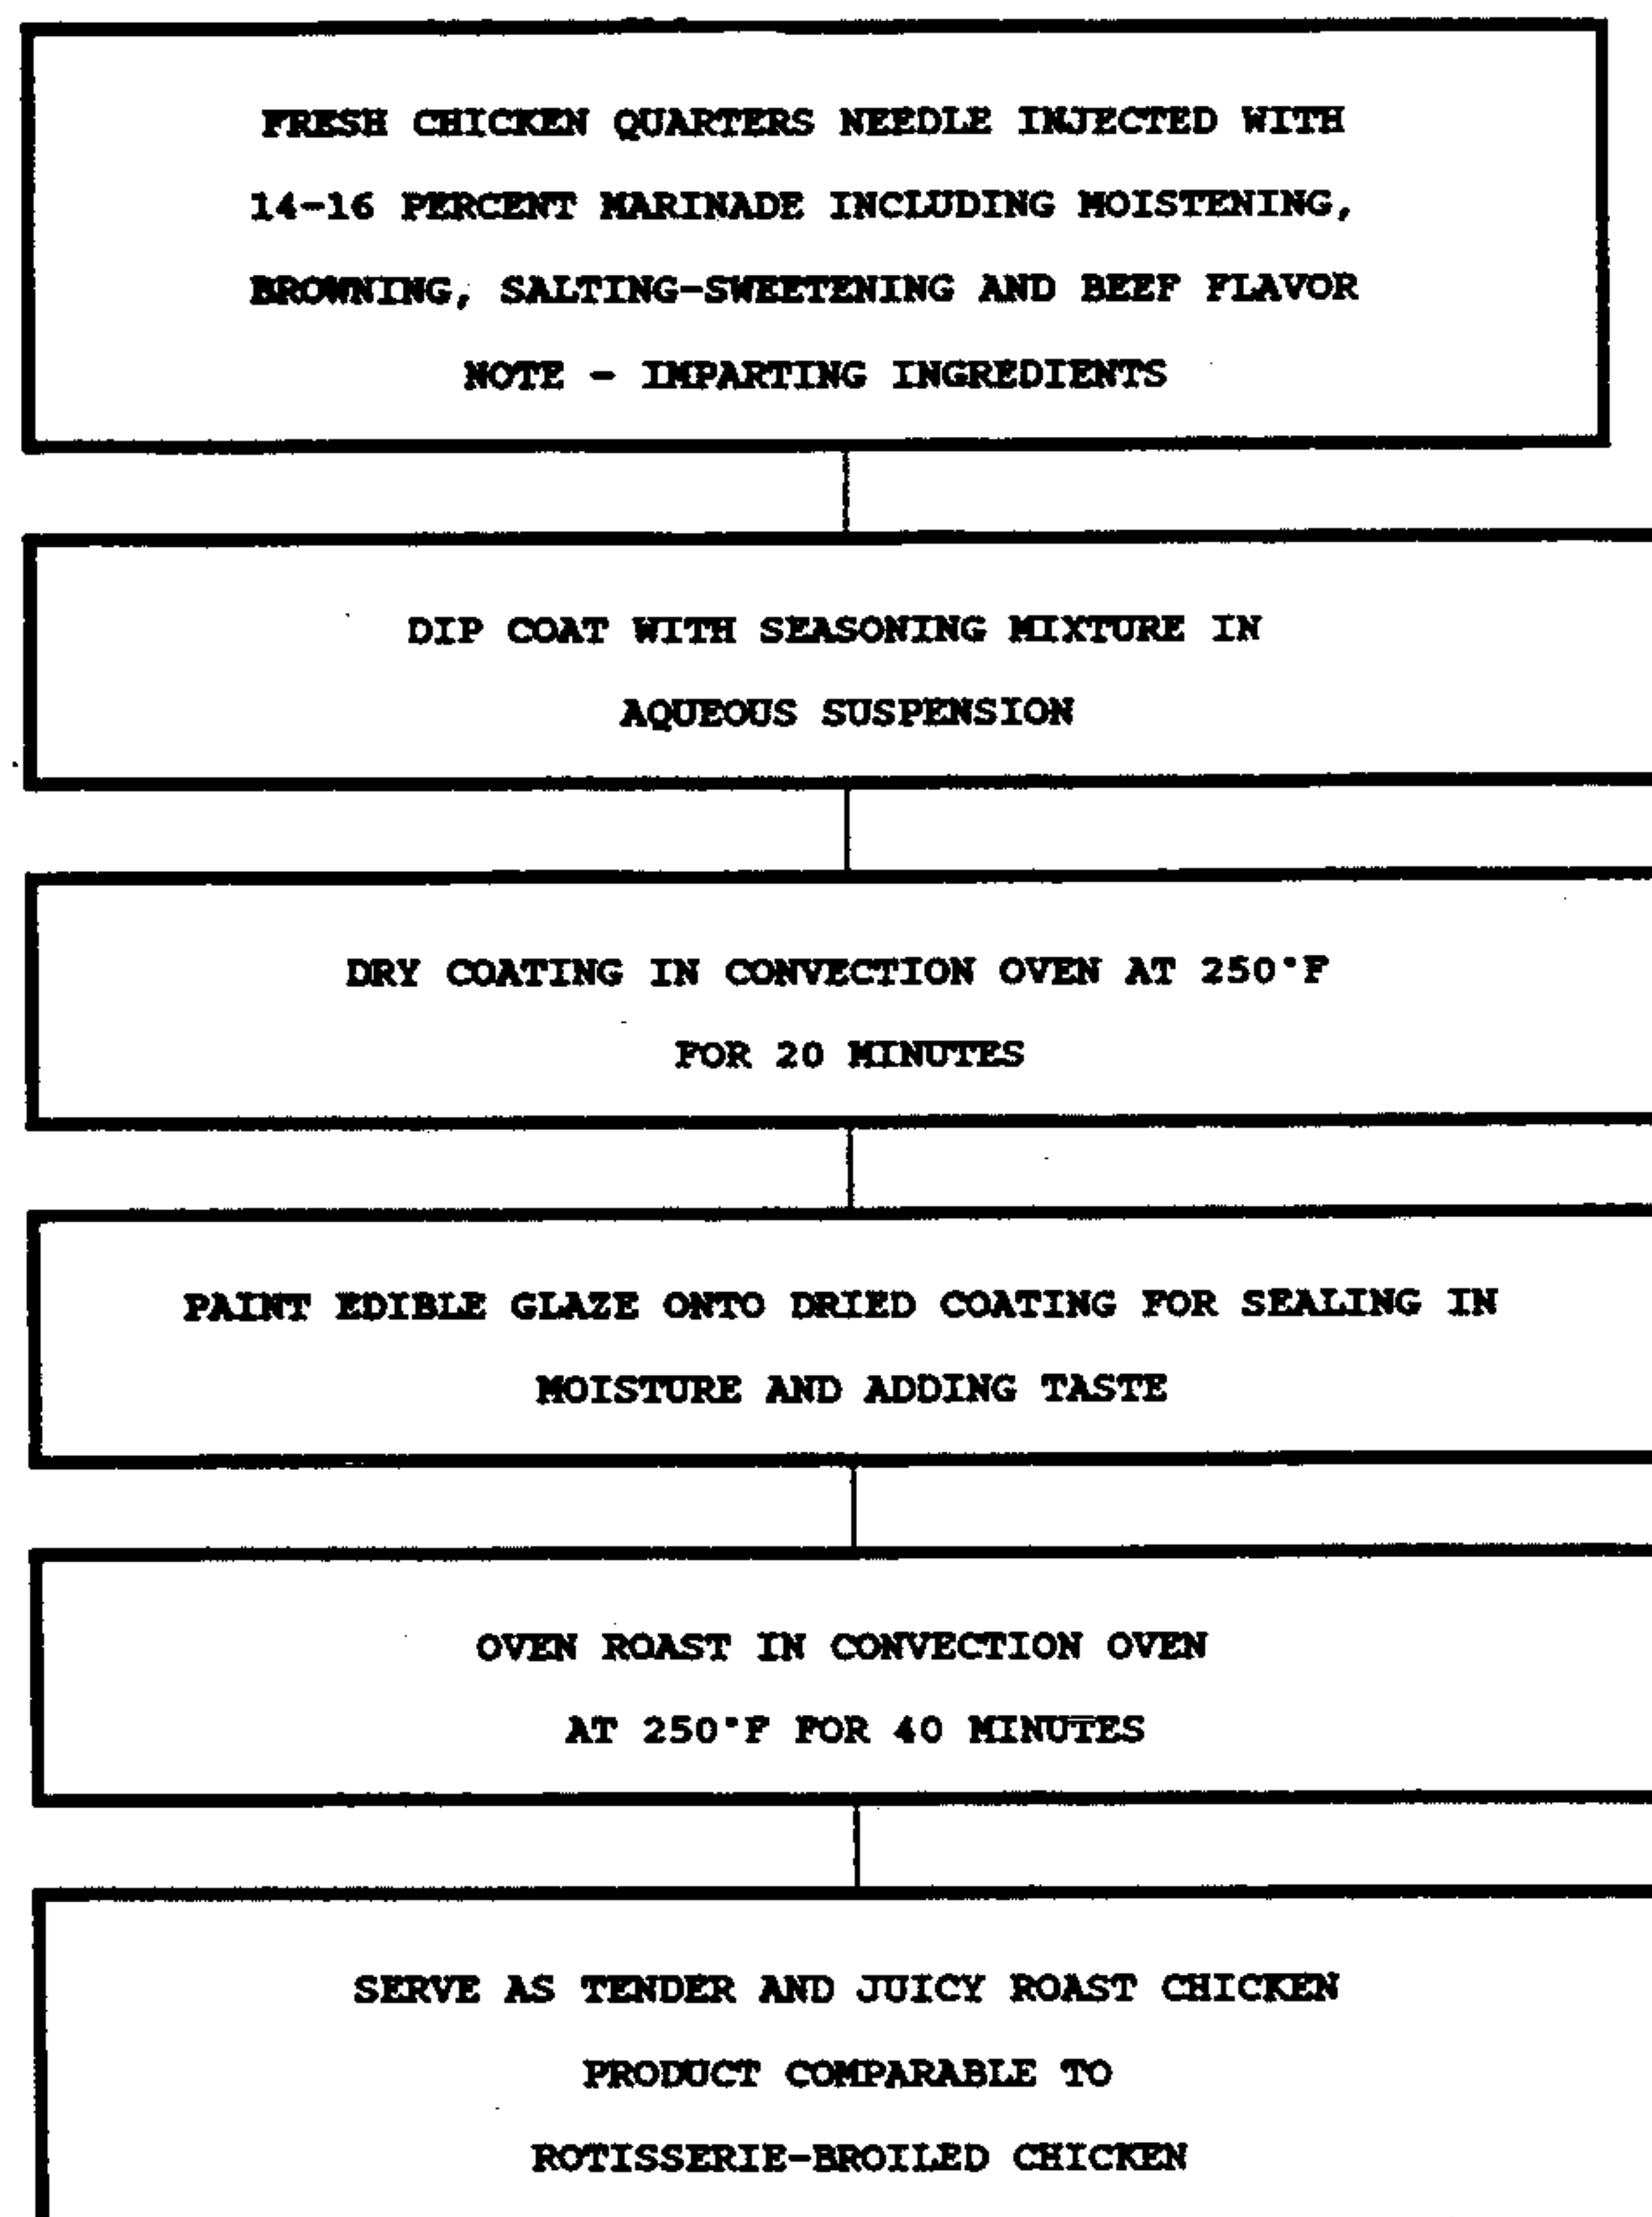 FRESH CHICKEN QUARTERS NEEDLE INJECTED WITH
14-16 PERCENT MARINADE INCLUDING MOISTENING,
BROWNING, SALTING-SWEETENING AND BEEF FLAVOR
NOTE - IMPARTING INGREDIENTS
DIP COAT WITH SEASONING MIXTURE IN
AQUEOUS SUSPENSION
DRY COATING IN CONVECTION OVEN AT 250°F
FOR 20 MINUTES
PAINT EDIBLE GLAZE ONTO DRIED COATING FOR SEALING IN
MOISTURE AND ADDING TASTE
OVEN ROAST IN CONVECTION OVEN
AT 250°F FOR 40 MINUTES
SERVE AS TENDER AND JUICY ROAST CHICKEN
PRODUCT COMPARABLE TO
ROTISSERIE-BROILED CHICKEN